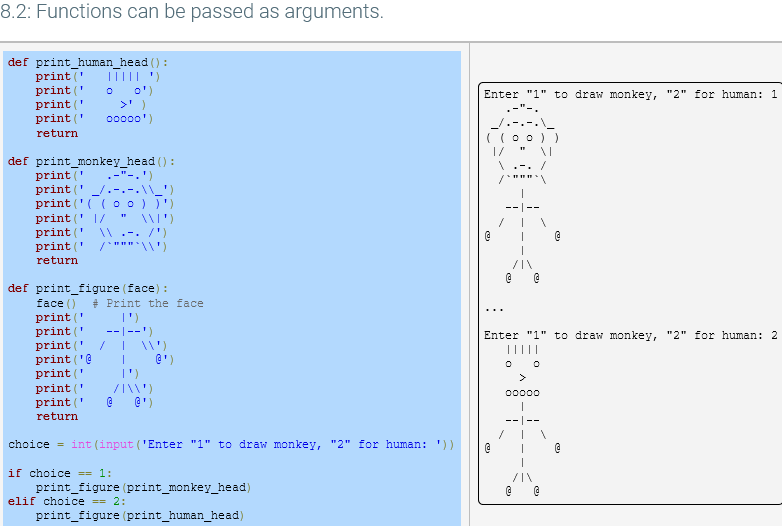 8.2: Functions can be passed as arguments.
def print_human_head():
    print('   ||||| ')
    print('   o   o')
    print('     >' )
    print('   ooooo')
    return

def print_monkey_head():
    print('   .-"-.')
    print(' _/.-.-.\\_')
    print('( ( o o ) )')
    print(' |/  "  \\|')
    print('  \\ .-. /')
    print('  /`"""`\\')
    return

def print_figure(face):
    face()  # Print the face
    print('     |')
    print('   --|--')
    print('  /  |  \\')
    print('@    |    @')
    print('     |')
    print('    /|\\')
    print('   @   @')
    return

choice = int(input('Enter "1" to draw monkey, "2" for human: '))

if choice == 1:
    print_figure(print_monkey_head)
elif choice == 2:
    print_figure(print_human_head)
Enter "1" to draw monkey, "2" for human: 1
   .-"-.
 _/.-.-.\_
( ( o o ) )
 |/  "  \|
  \ .-. /
  /`"""`\
     |
   --|--
  /  |  \
@    |    @
     |
    /|\
   @   @

...

Enter "1" to draw monkey, "2" for human: 2
   |||||
   o   o
     >
   ooooo
     |
   --|--
  /  |  \
@    |    @
     |
    /|\
   @   @